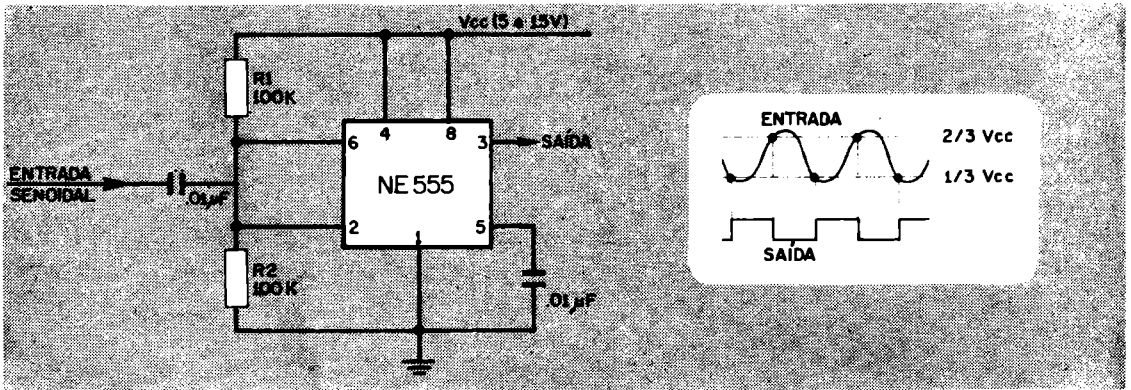 Vcc (5 a 15V)
R1
100K
4
8
6
3
SAÍDA
ENTRADA
SENOIDAL
.01µF
NE 555
2
1
5
R2
100K
.01µF
ENTRADA
2/3 Vcc
1/3 Vcc
SAÍDA